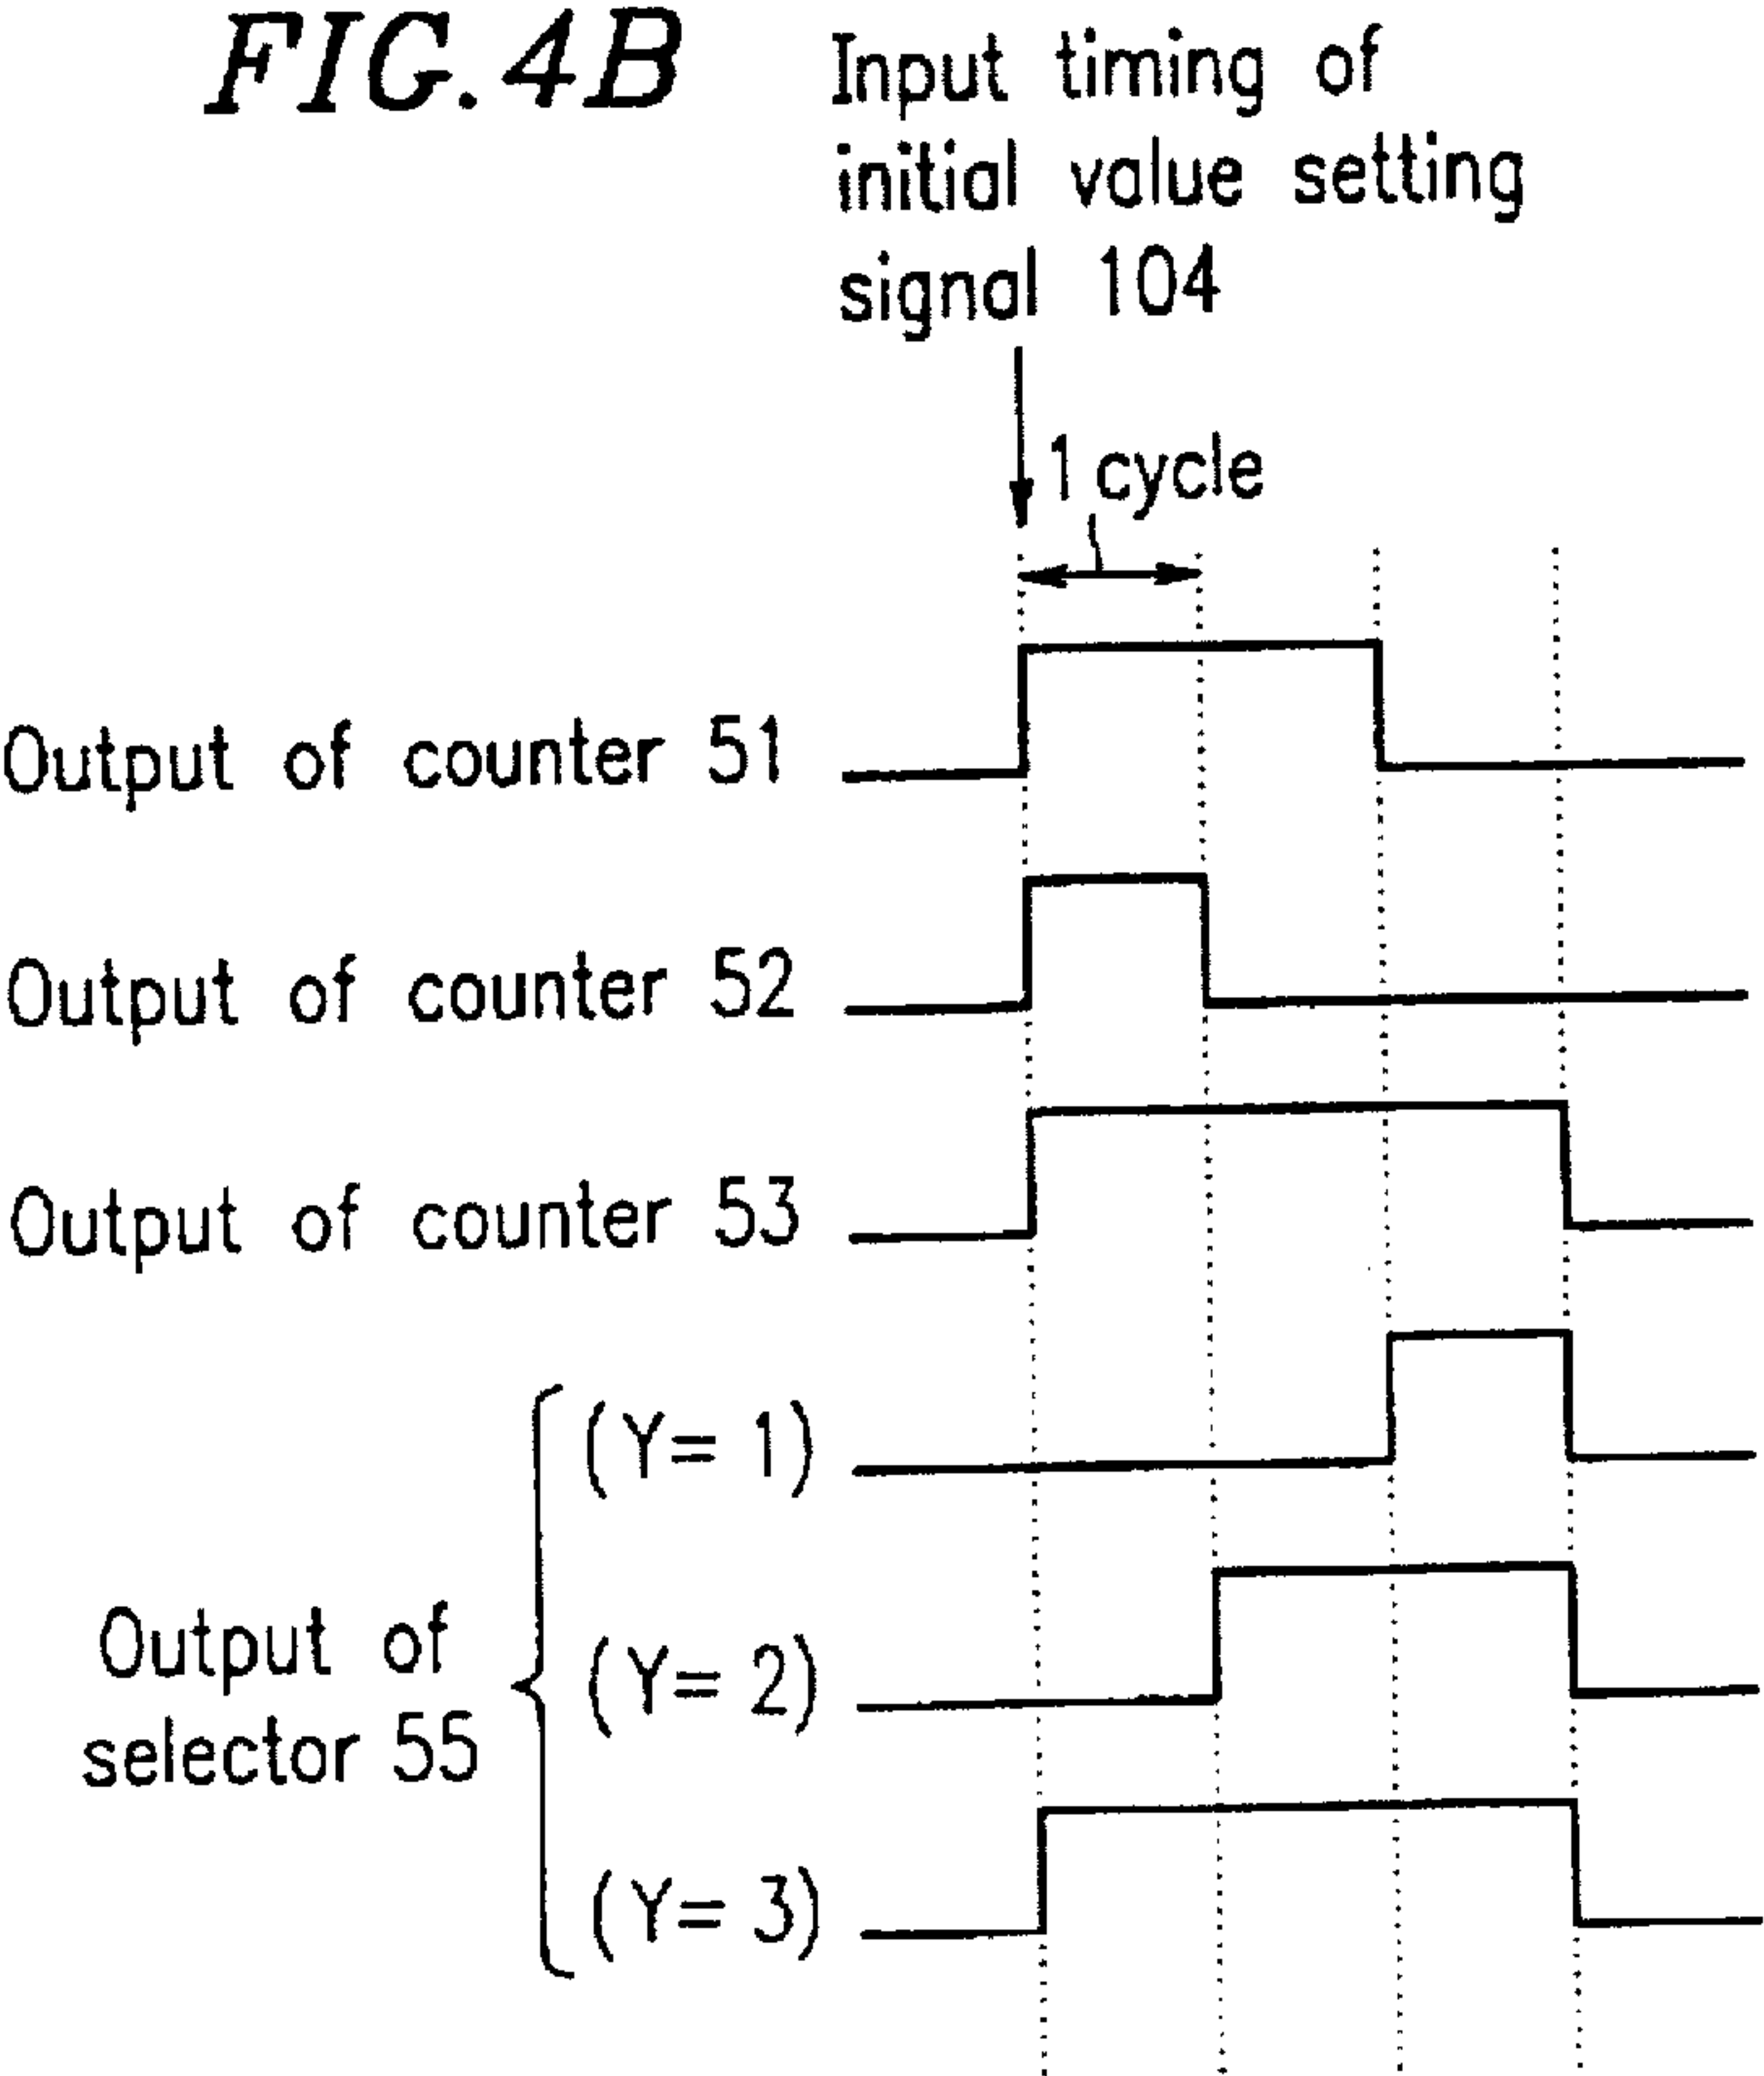 FIG. 4B
Input timing of
initial value setting
signal 104
1 cycle
Output of counter 51
Output of counter 52
Output of counter 53
Output of
selector 55
(Y= 1)
(Y= 2)
(Y= 3)